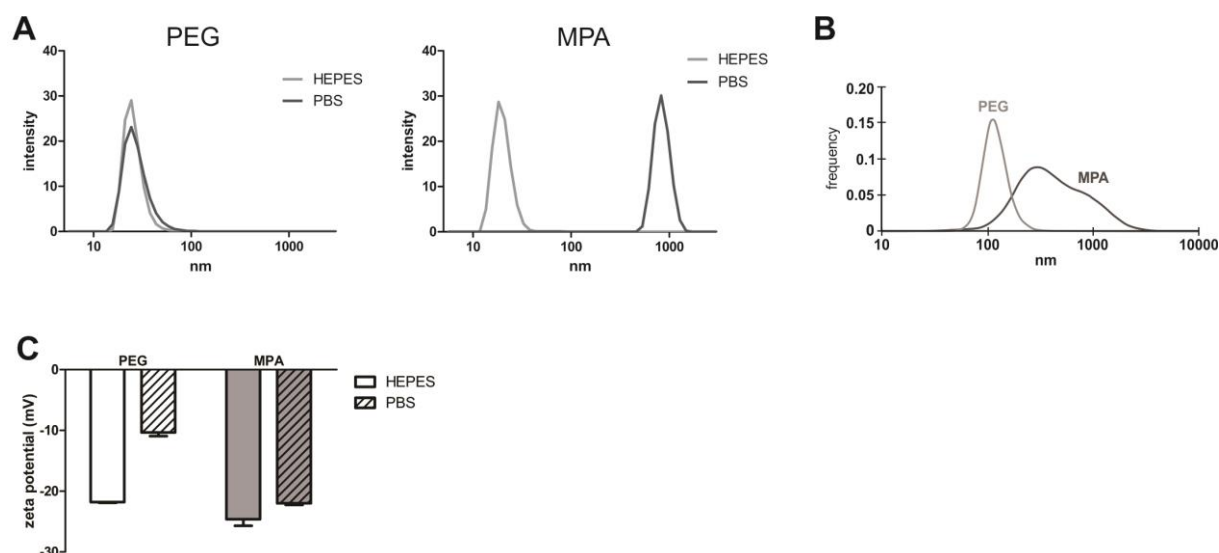 A
PEG
40
30
20
10
0
intensity
10
100
1000
nm
HEPES
PBS
MPA
40
30
20
10
0
intensity
10
100
1000
nm
HEPES
PBS
B
0.20
0.15
0.1
0.05
0
frequency
PEG
MPA
10
100
1000
10000
nm
C
PEG
MPA
0
-10
-20
-30
zeta potential (mV)
HEPES
PBS